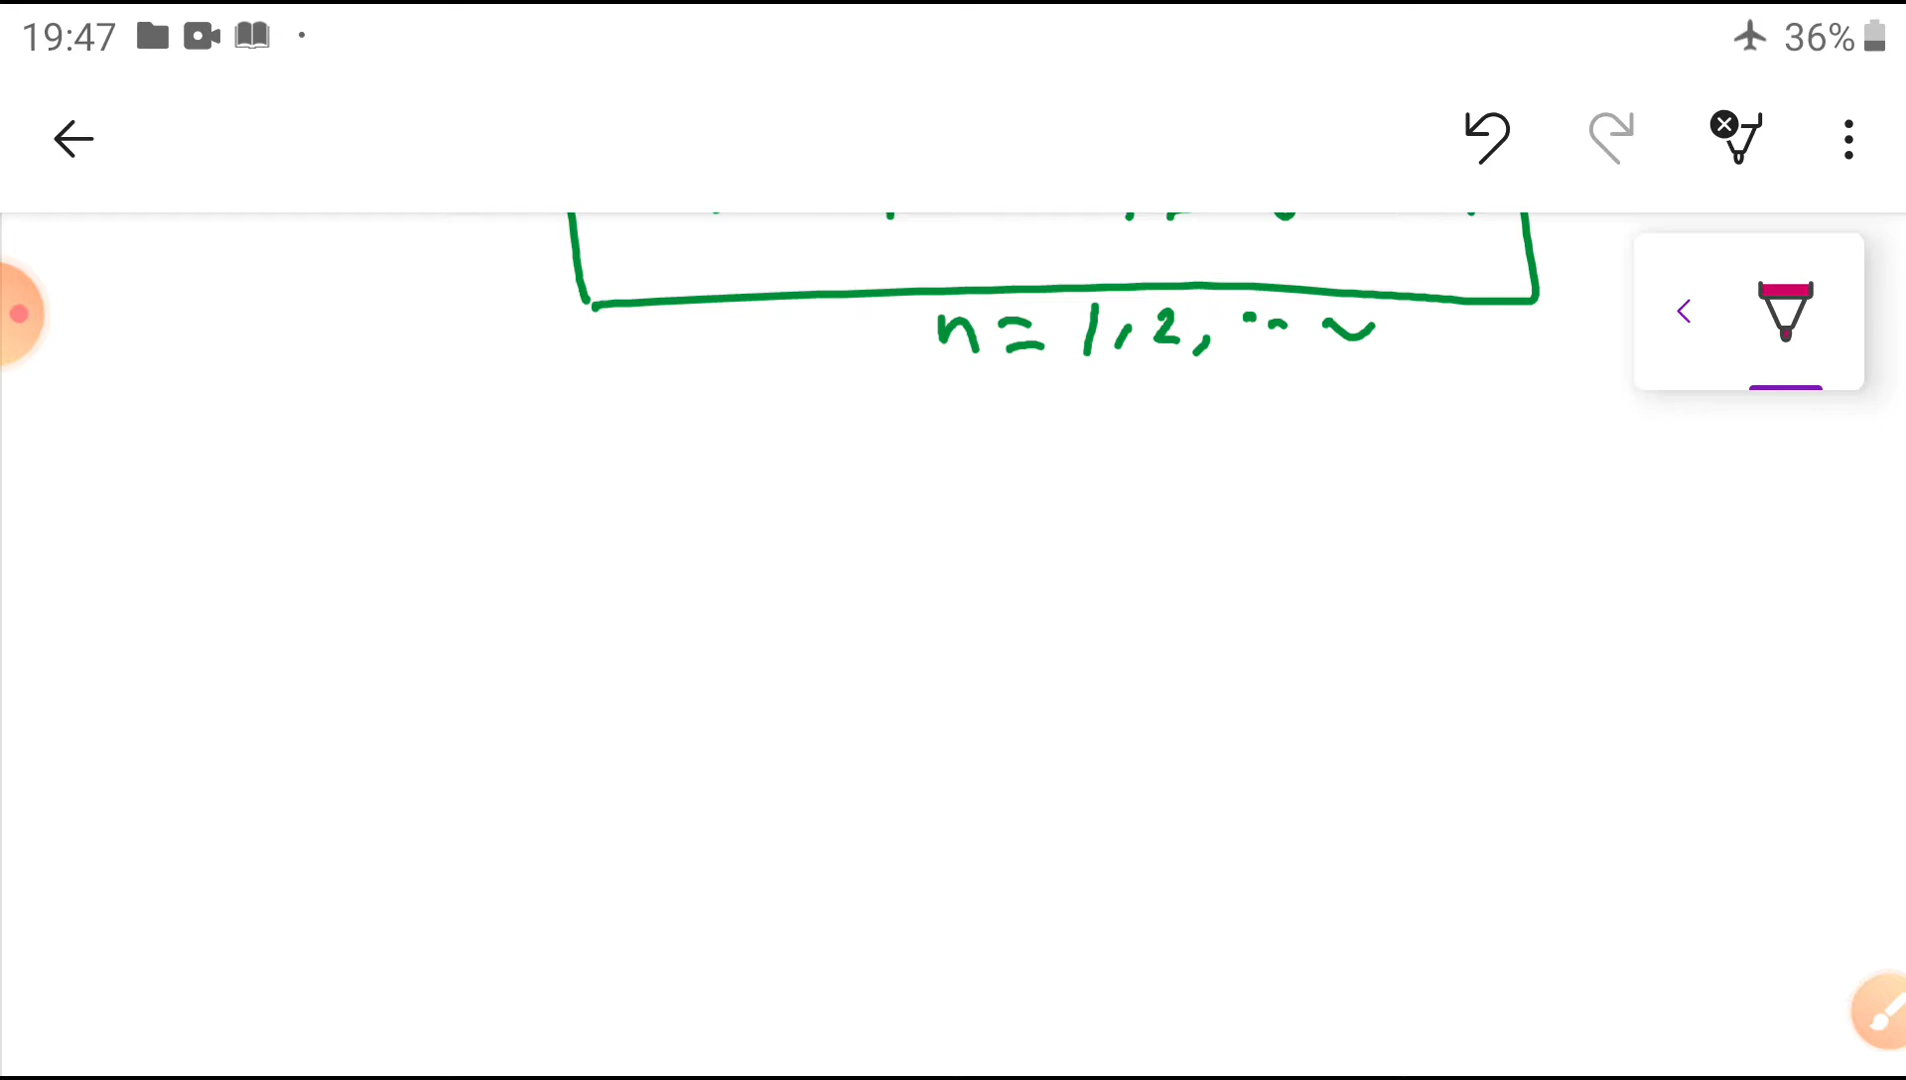 19:47 36%
n = 1, 2, ---